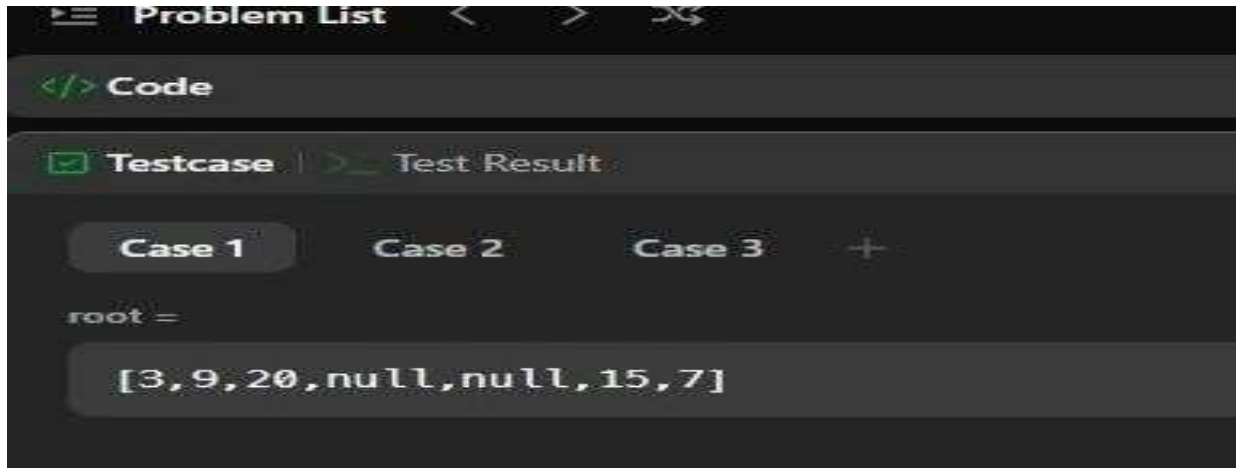 Problem List
</> Code
Testcase | >_ Test Result
Case 1 Case 2 Case 3 +
root =
[3,9,20,null,null,15,7]